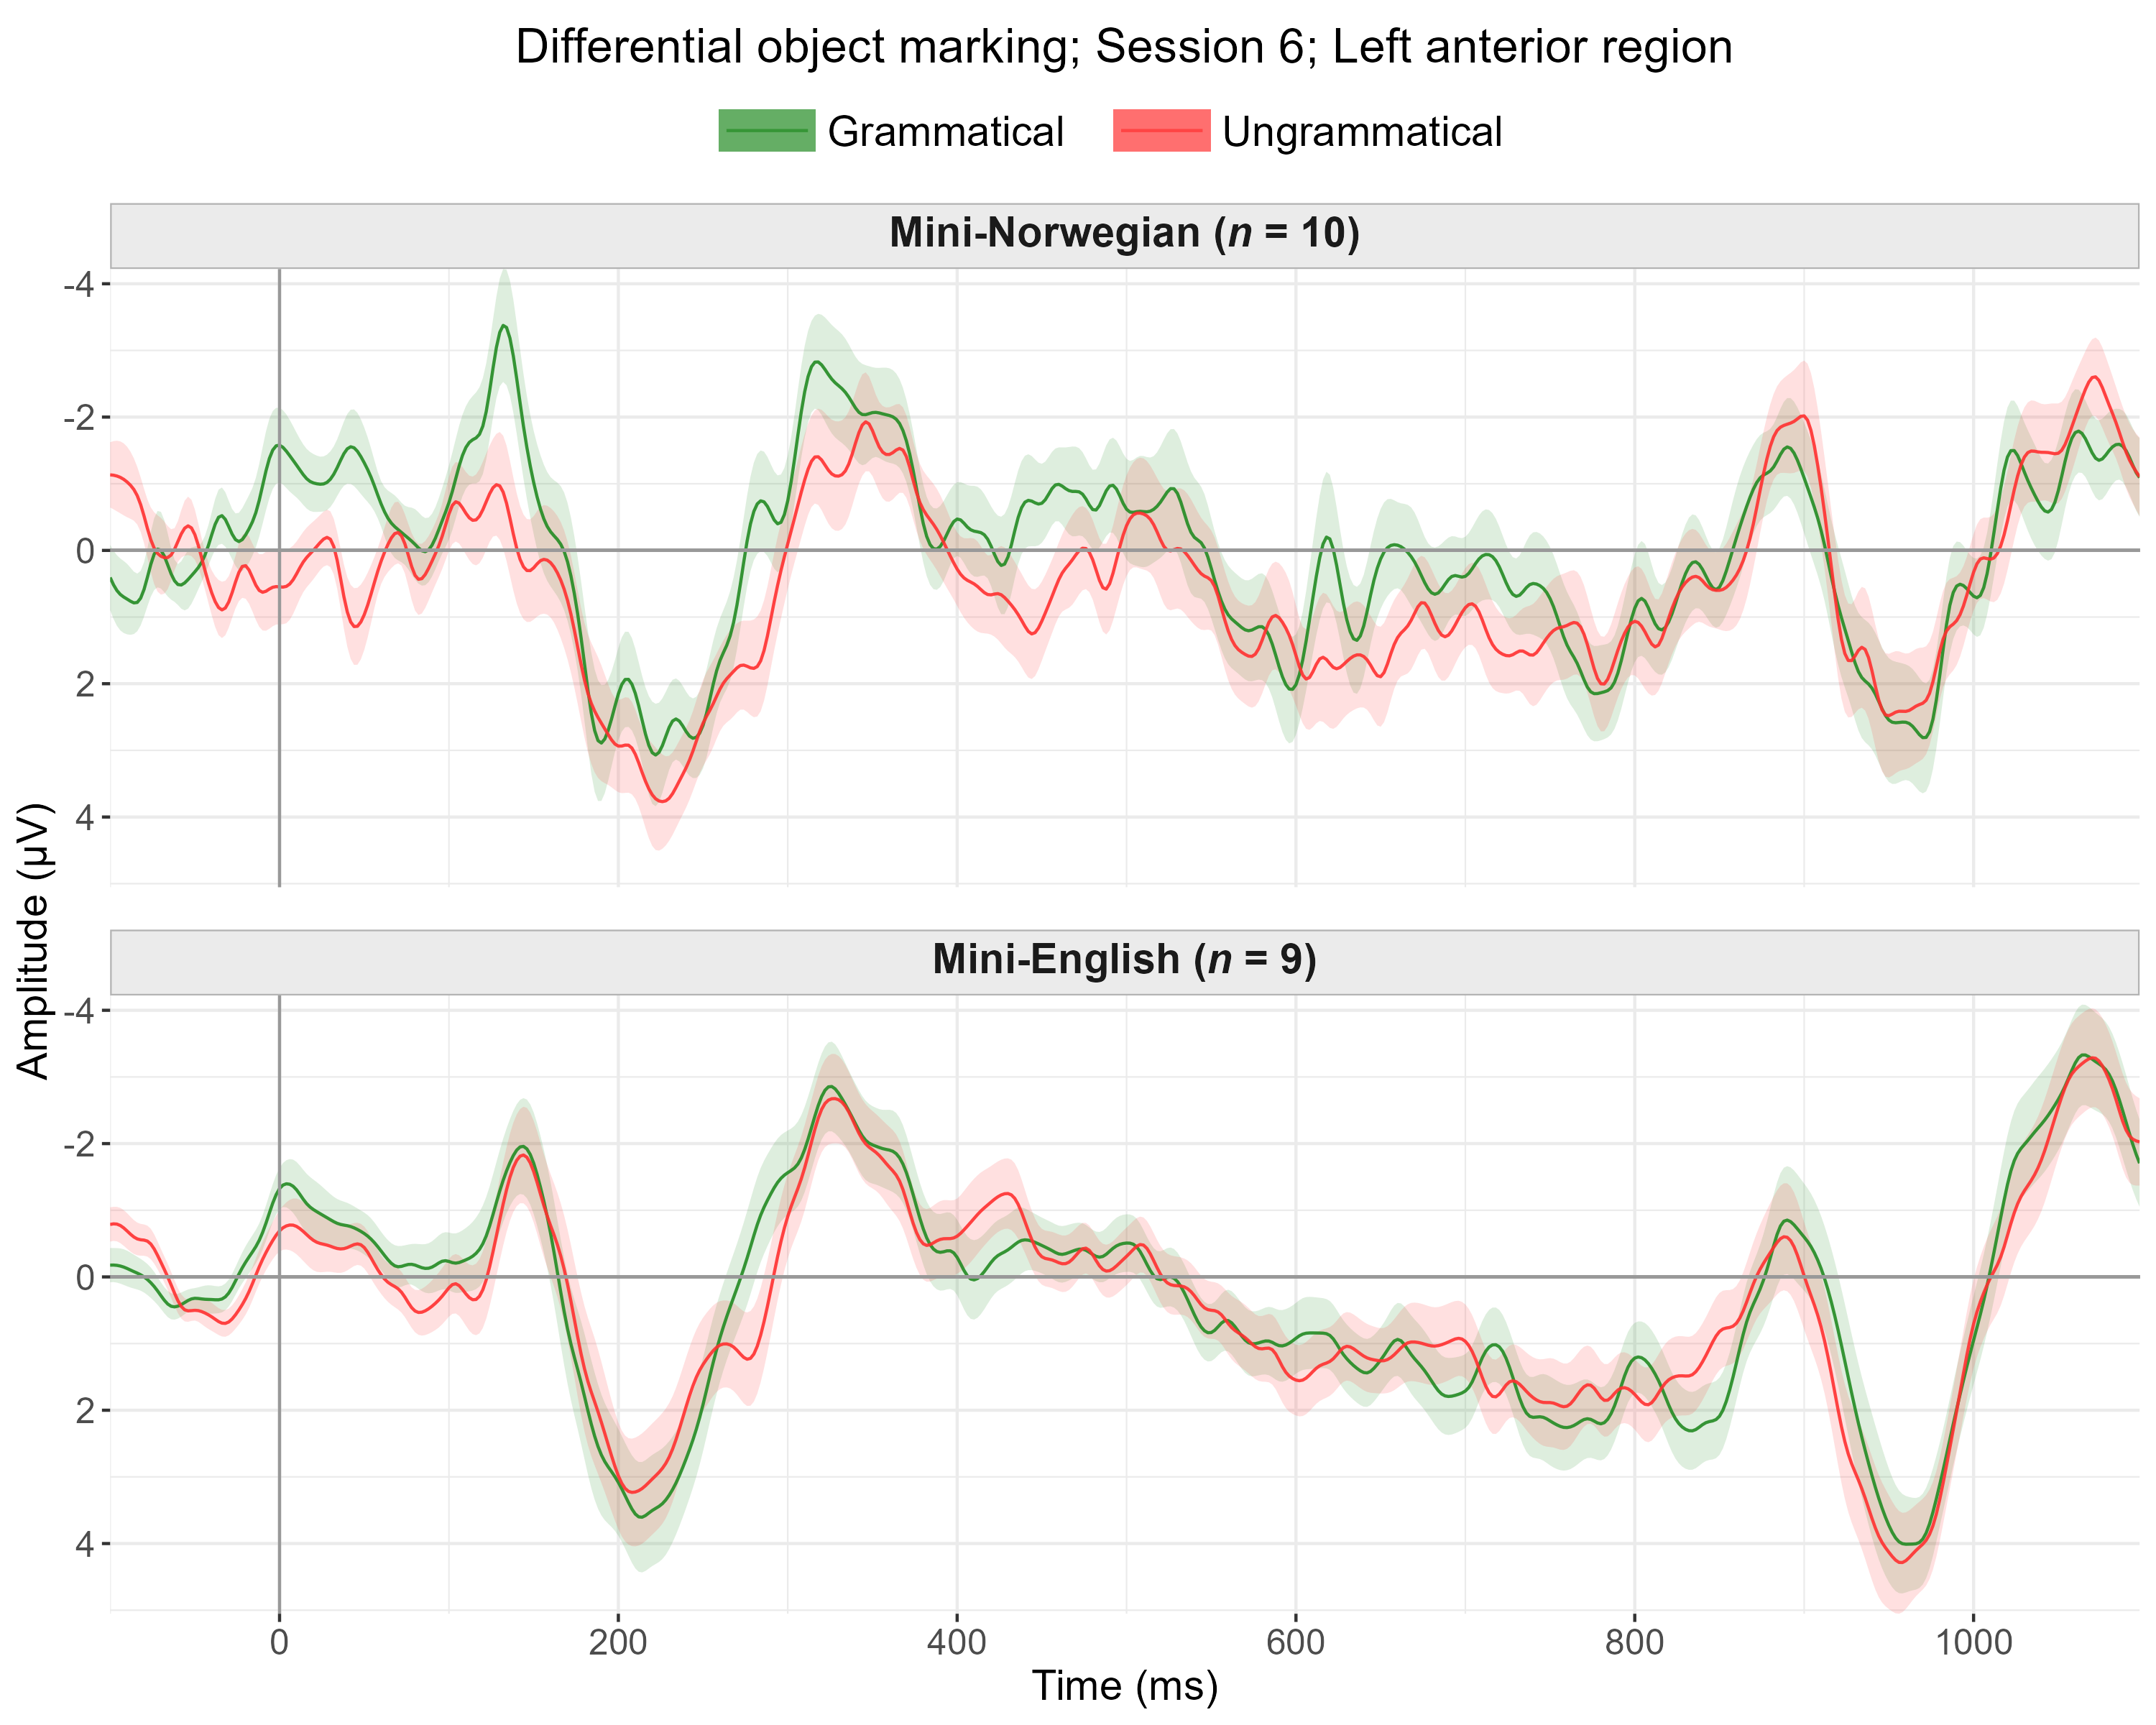 Differential object marking; Session 6; Left anterior region
Grammatical Ungrammatical
Mini-Norwegian (n = 10)
-4
-2
0
2
4
Mini-English (n = 9)
-4
-2
0
2
4
Amplitude (µV)
0 200 400 600 800 1000
Time (ms)